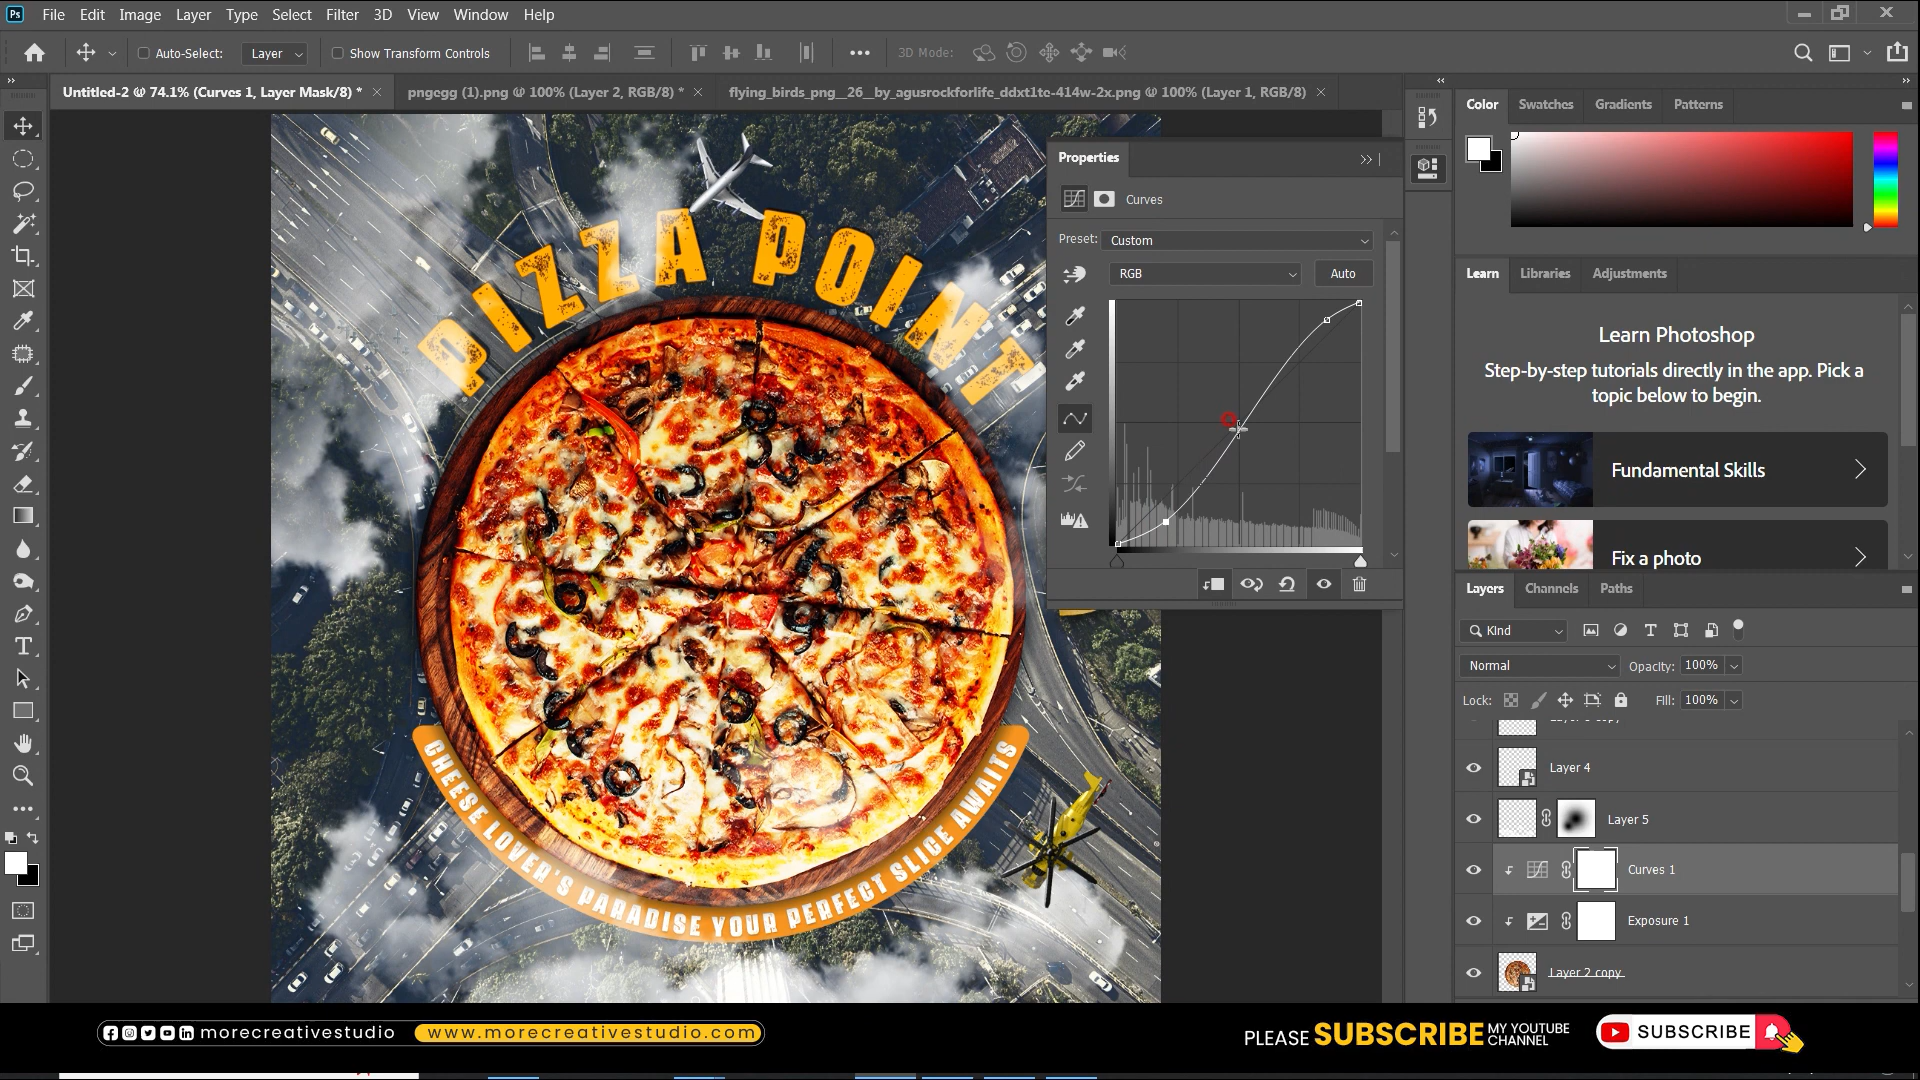 Ps File Edit Image Layer Type Select Filter 3D View Window Help
Auto-Select: Layer Show Transform Controls 3D Mode:
Untitled-2 @ 74.1% (Curves 1, Layer Mask/8) *
pngegg (1).png @ 100% (Layer 2, RGB/8) *
flying_birds_png__26__by_agusrockforlife_ddxt1te-414w-2x.png @ 100% (Layer 1, RGB/8)
PIZZA POINT
CHEESE LOVER'S PARADISE YOUR PERFECT SLICE AWAITS
Properties
Curves
Preset: Custom
RGB Auto
Color Swatches Gradients Patterns
Learn Libraries Adjustments
Learn Photoshop
Step-by-step tutorials directly in the app. Pick a
topic below to begin.
Fundamental Skills
Fix a photo
Layers Channels Paths
Kind
Normal Opacity: 100%
Lock: Fill: 100%
Layer 4
Layer 5
Curves 1
Exposure 1
Layer 2 copy
morecreativestudio
www.morecreativestudio.com
PLEASE SUBSCRIBE MY YOUTUBE
CHANNEL
SUBSCRIBE